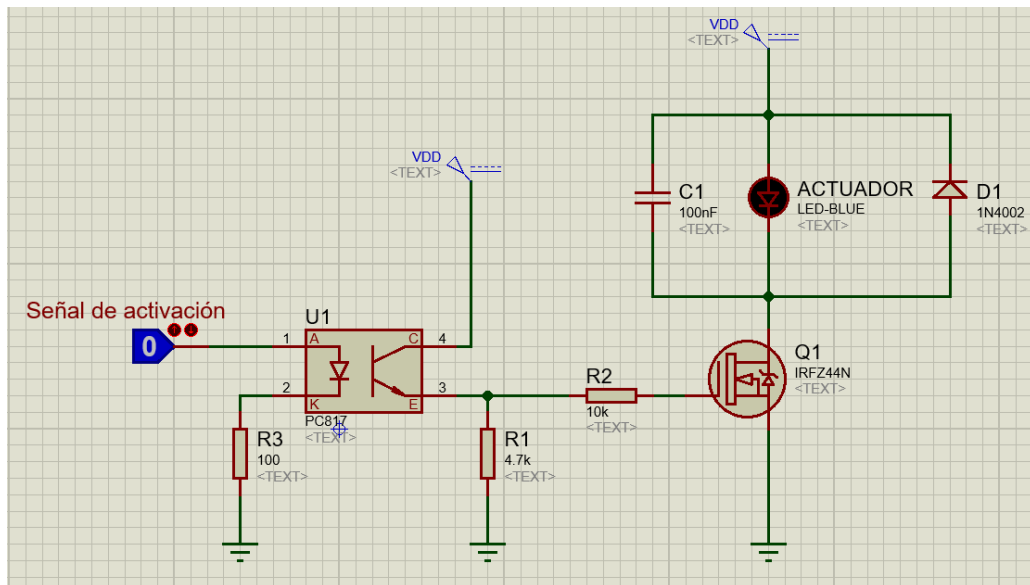 VDD
<TEXT>
VDD
<TEXT>
C1
100nF
<TEXT>
ACTUADOR
LED-BLUE
<TEXT>
D1
1N4002
<TEXT>
Señal de activación
0
U1
1
A
C
4
2
K
E
3
PC817
<TEXT>
R3
100
<TEXT>
R1
4.7k
<TEXT>
R2
10k
<TEXT>
Q1
IRFZ44N
<TEXT>